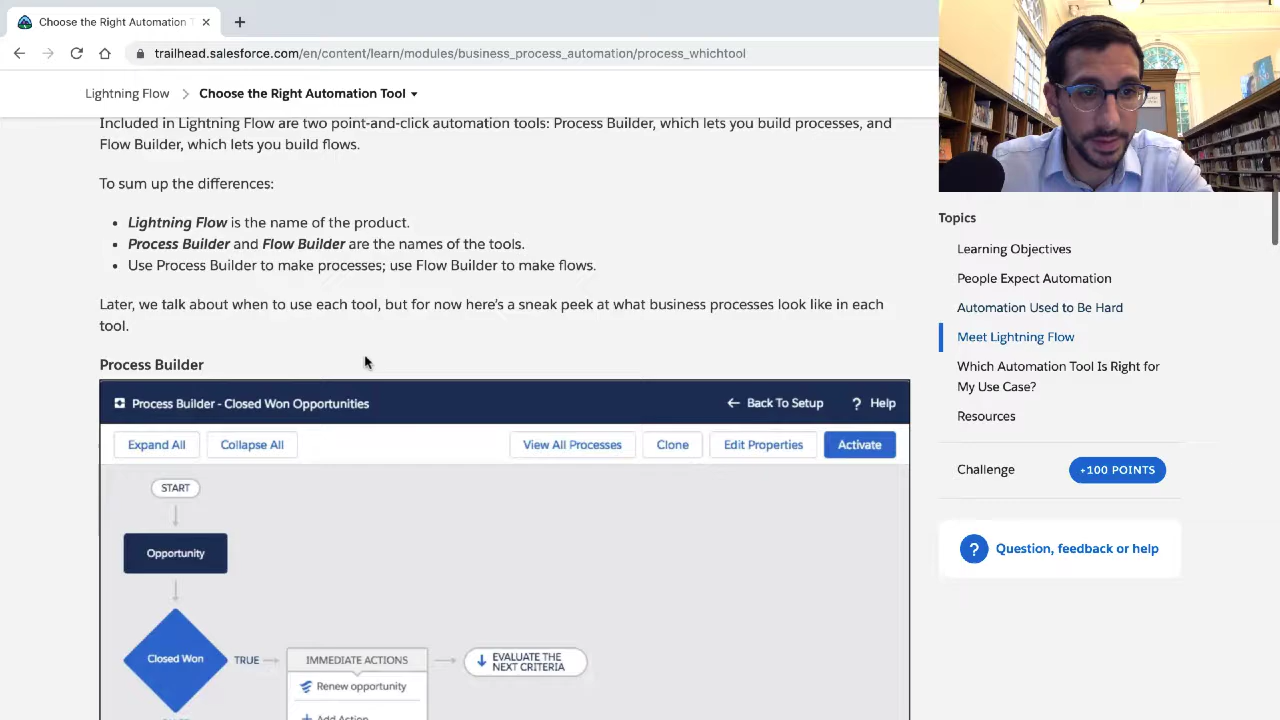 Choose the Right Automation T
trailhead.salesforce.com/en/content/learn/modules/business_process_automation/process_whichtool
Lightning Flow
Choose the Right Automation Tool
Included in Lightning Flow are two point-and-click automation tools: Process Builder, which lets you build processes, and
Flow Builder, which lets you build flows.
To sum up the differences:
• Lightning Flow is the name of the product.
• Process Builder and Flow Builder are the names of the tools.
• Use Process Builder to make processes; use Flow Builder to make flows.
Later, we talk about when to use each tool, but for now here's a sneak peek at what business processes look like in each
tool.
Process Builder
Process Builder - Closed Won Opportunities
Back To Setup
? Help
Expand All
Collapse All
View All Processes
Clone
Edit Properties
Activate
START
Opportunity
Closed Won
TRUE
IMMEDIATE ACTIONS
Renew opportunity
+ Add Action
EVALUATE THE
NEXT CRITERIA
Topics
Learning Objectives
People Expect Automation
Automation Used to Be Hard
Meet Lightning Flow
Which Automation Tool Is Right for
My Use Case?
Resources
Challenge
+100 POINTS
? Question, feedback or help